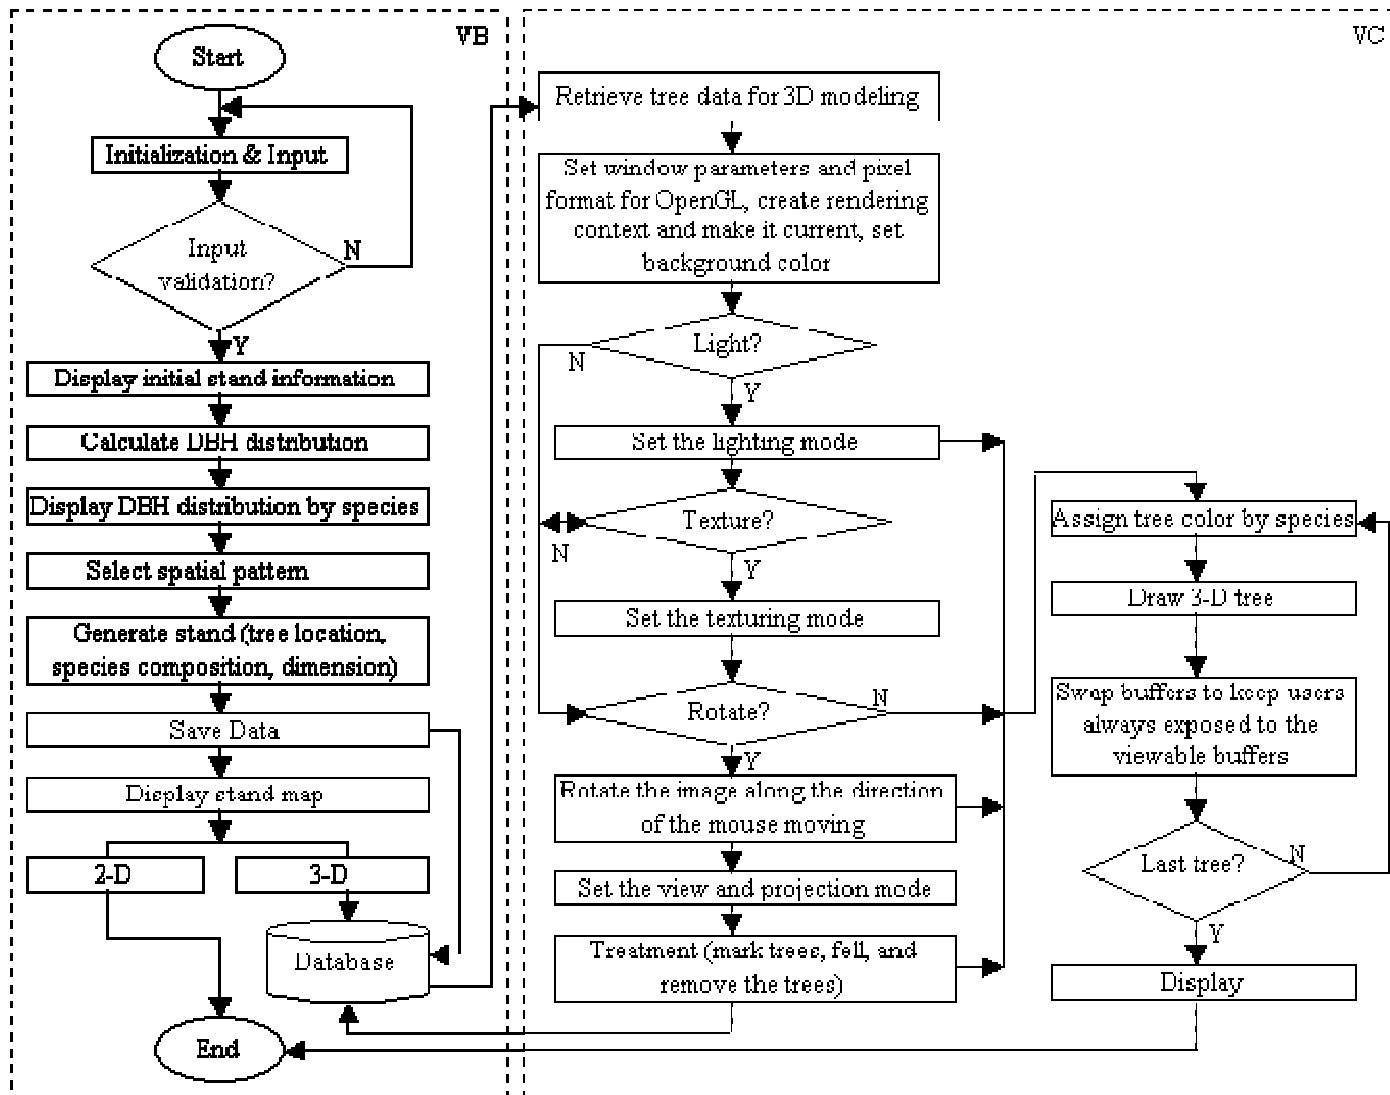 VB
Start
Initialization & Input
Input
validation?
N
Y
Display initial stand information
Calculate DBH distribution
Display DBH distribution by species
Select spatial pattern
Generate stand (tree location,
species composition, dimension)
Save Data
Display stand map
2-D
3-D
Database
End
VC
Retrieve tree data for 3D modeling
Set window parameters and pixel
format for OpenGL, create rendering
context and make it current, set
background color
Light?
N
Y
Set the lighting mode
Texture?
N
Y
Set the texturing mode
Rotate?
N
Y
Rotate the image along the direction
of the mouse moving
Set the view and projection mode
Treatment (mark trees, fell, and
remove the trees)
Assign tree color by species
Draw 3-D tree
Swap buffers to keep users
always exposed to the
viewable buffers
Last tree?
N
Y
Display